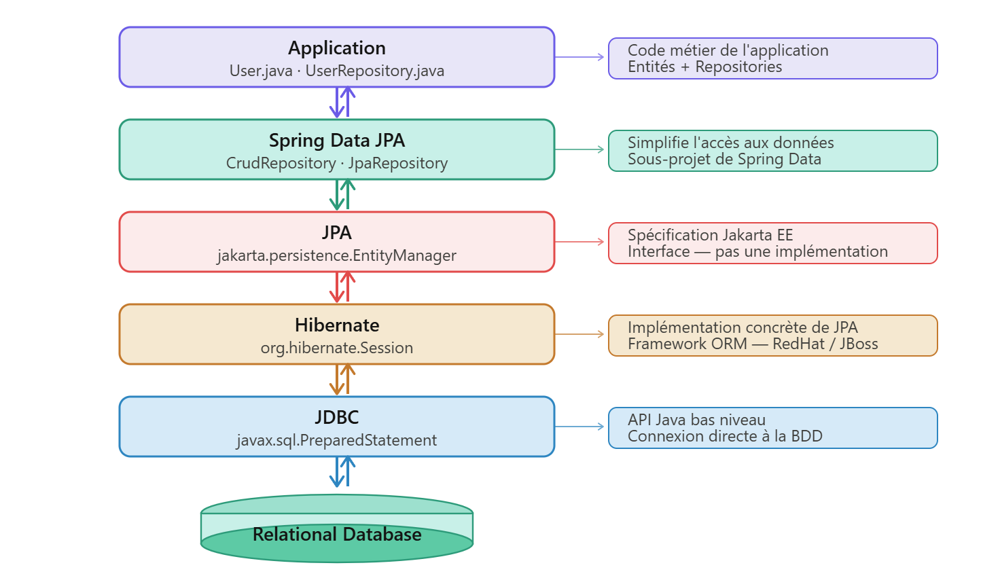 Application
User.java · UserRepository.java
Code métier de l'application
Entités + Repositories
Spring Data JPA
CrudRepository · JpaRepository
Simplifie l'accès aux données
Sous-projet de Spring Data
JPA
jakarta.persistence.EntityManager
Spécification Jakarta EE
Interface — pas une implémentation
Hibernate
org.hibernate.Session
Implémentation concrète de JPA
Framework ORM — RedHat / JBoss
JDBC
javax.sql.PreparedStatement
API Java bas niveau
Connexion directe à la BDD
Relational Database